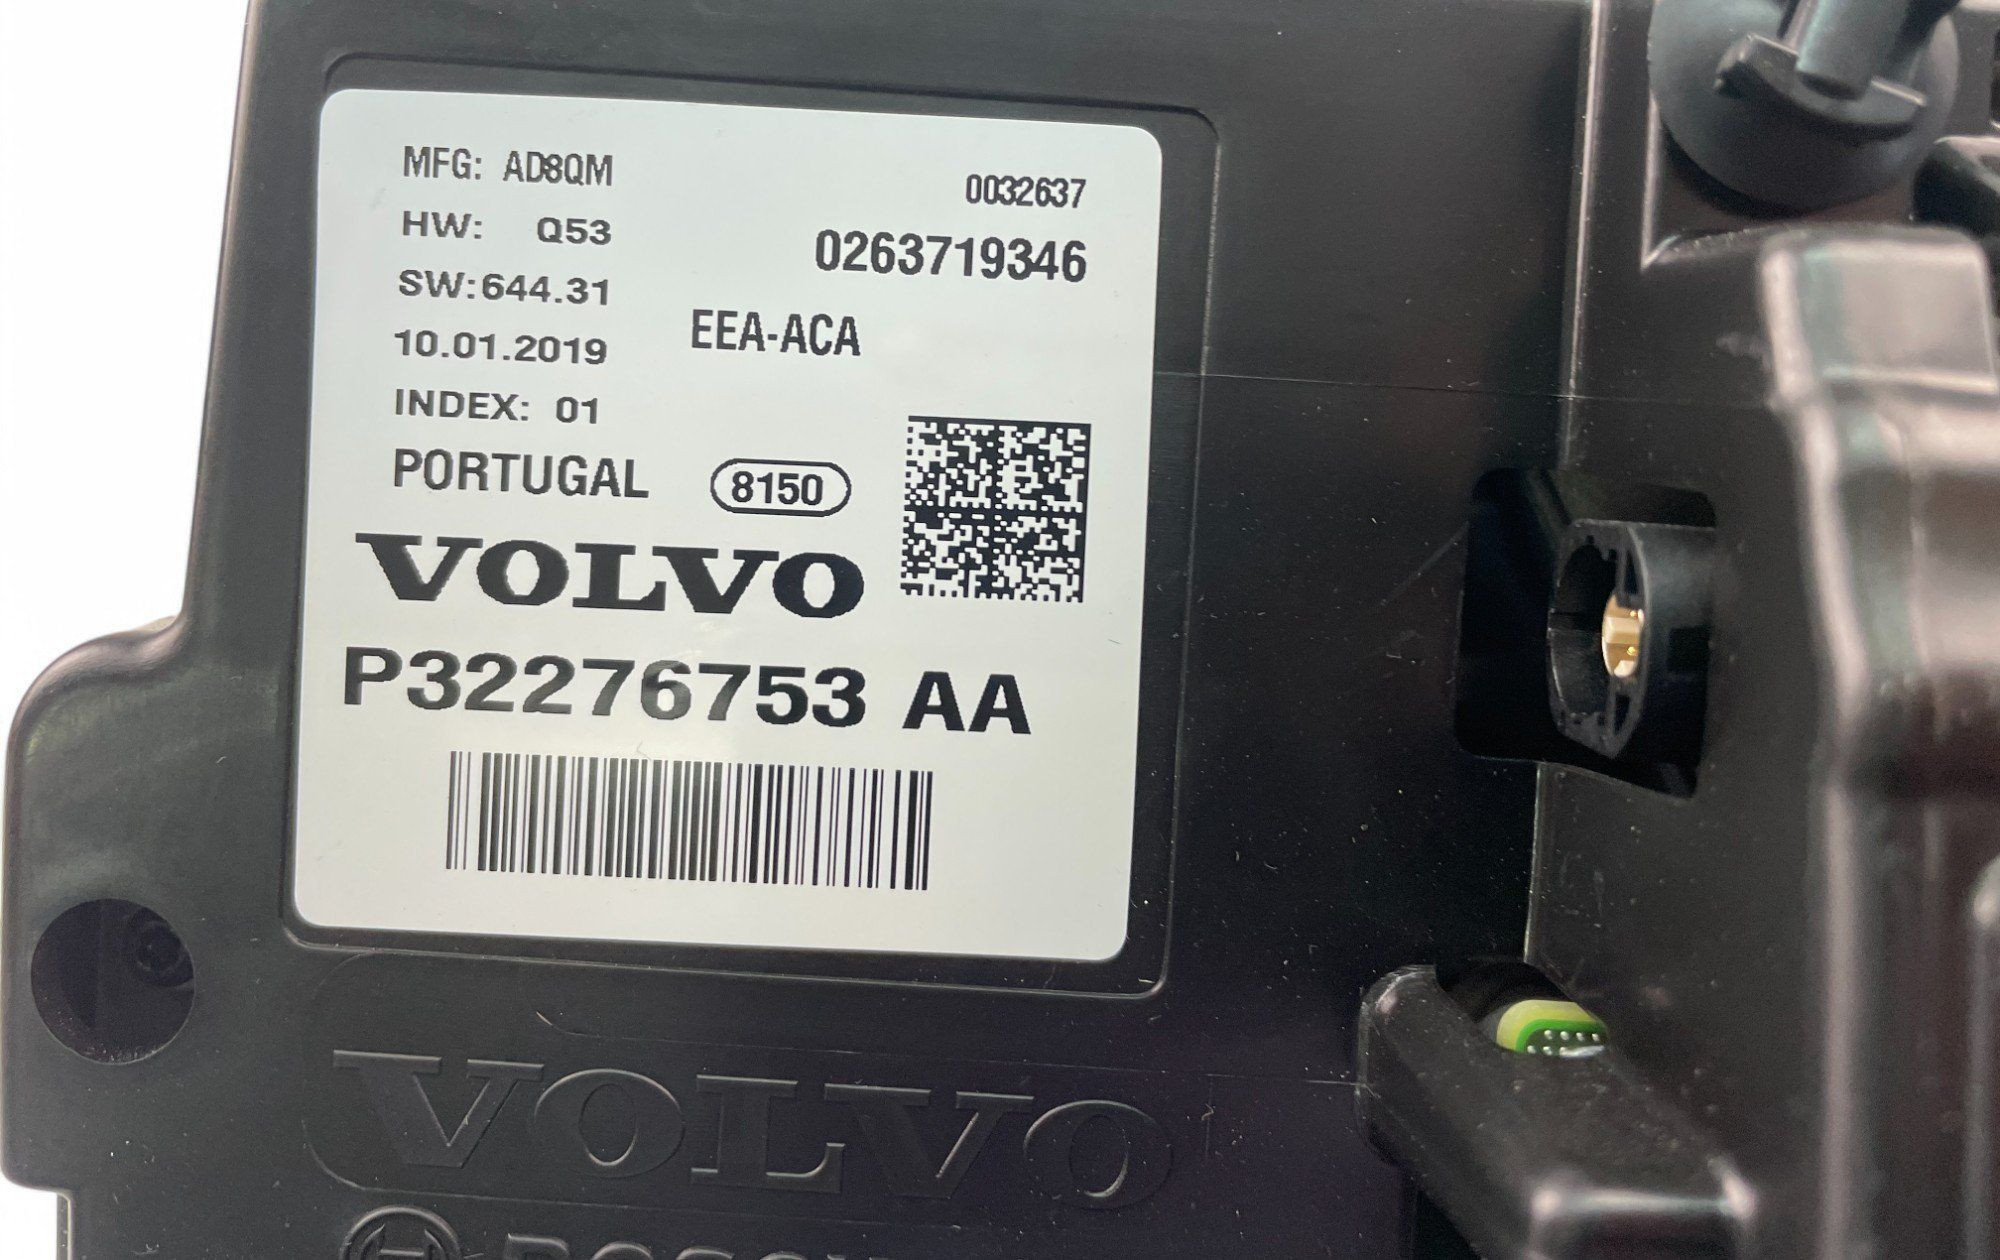 MFG: AD8QM
0032637
HW: Q53
0263719346
SW:644.31
10.01.2019
EEA-ACA
INDEX: 01
PORTUGAL
8150
VOLVO
P32276753 AA
VOLVO
BOSCH